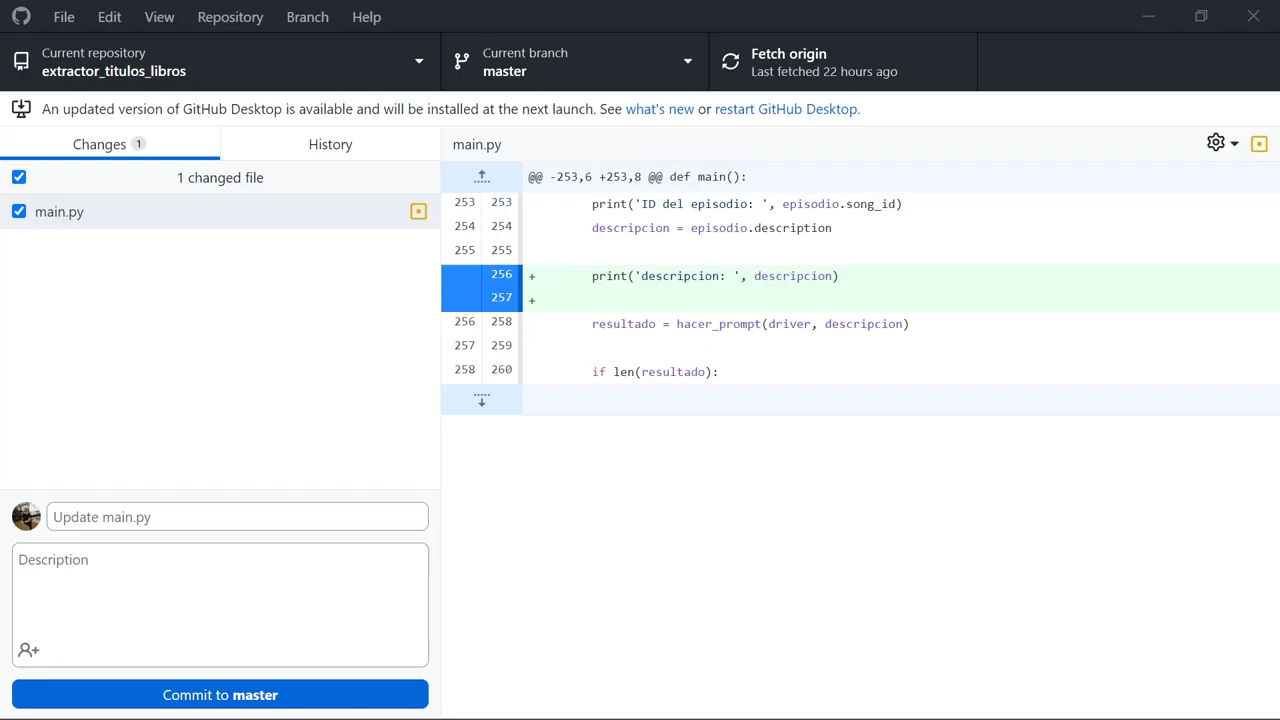 File Edit View Repository Branch Help
Current repository
extractor_titulos_libros
Current branch
master
Fetch origin
Last fetched 22 hours ago
An updated version of GitHub Desktop is available and will be installed at the next launch. See what's new or restart GitHub Desktop.
Changes 1
History
1 changed file
main.py
main.py
@@ -253,6 +253,8 @@ def main():
253 253 print('ID del episodio: ', episodio.song_id)
254 254 descripcion = episodio.description
255 255
256 + print('descripcion: ', descripcion)
257 +
256 258 resultado = hacer_prompt(driver, descripcion)
257 259
258 260 if len(resultado):
Update main.py
Description
Commit to master